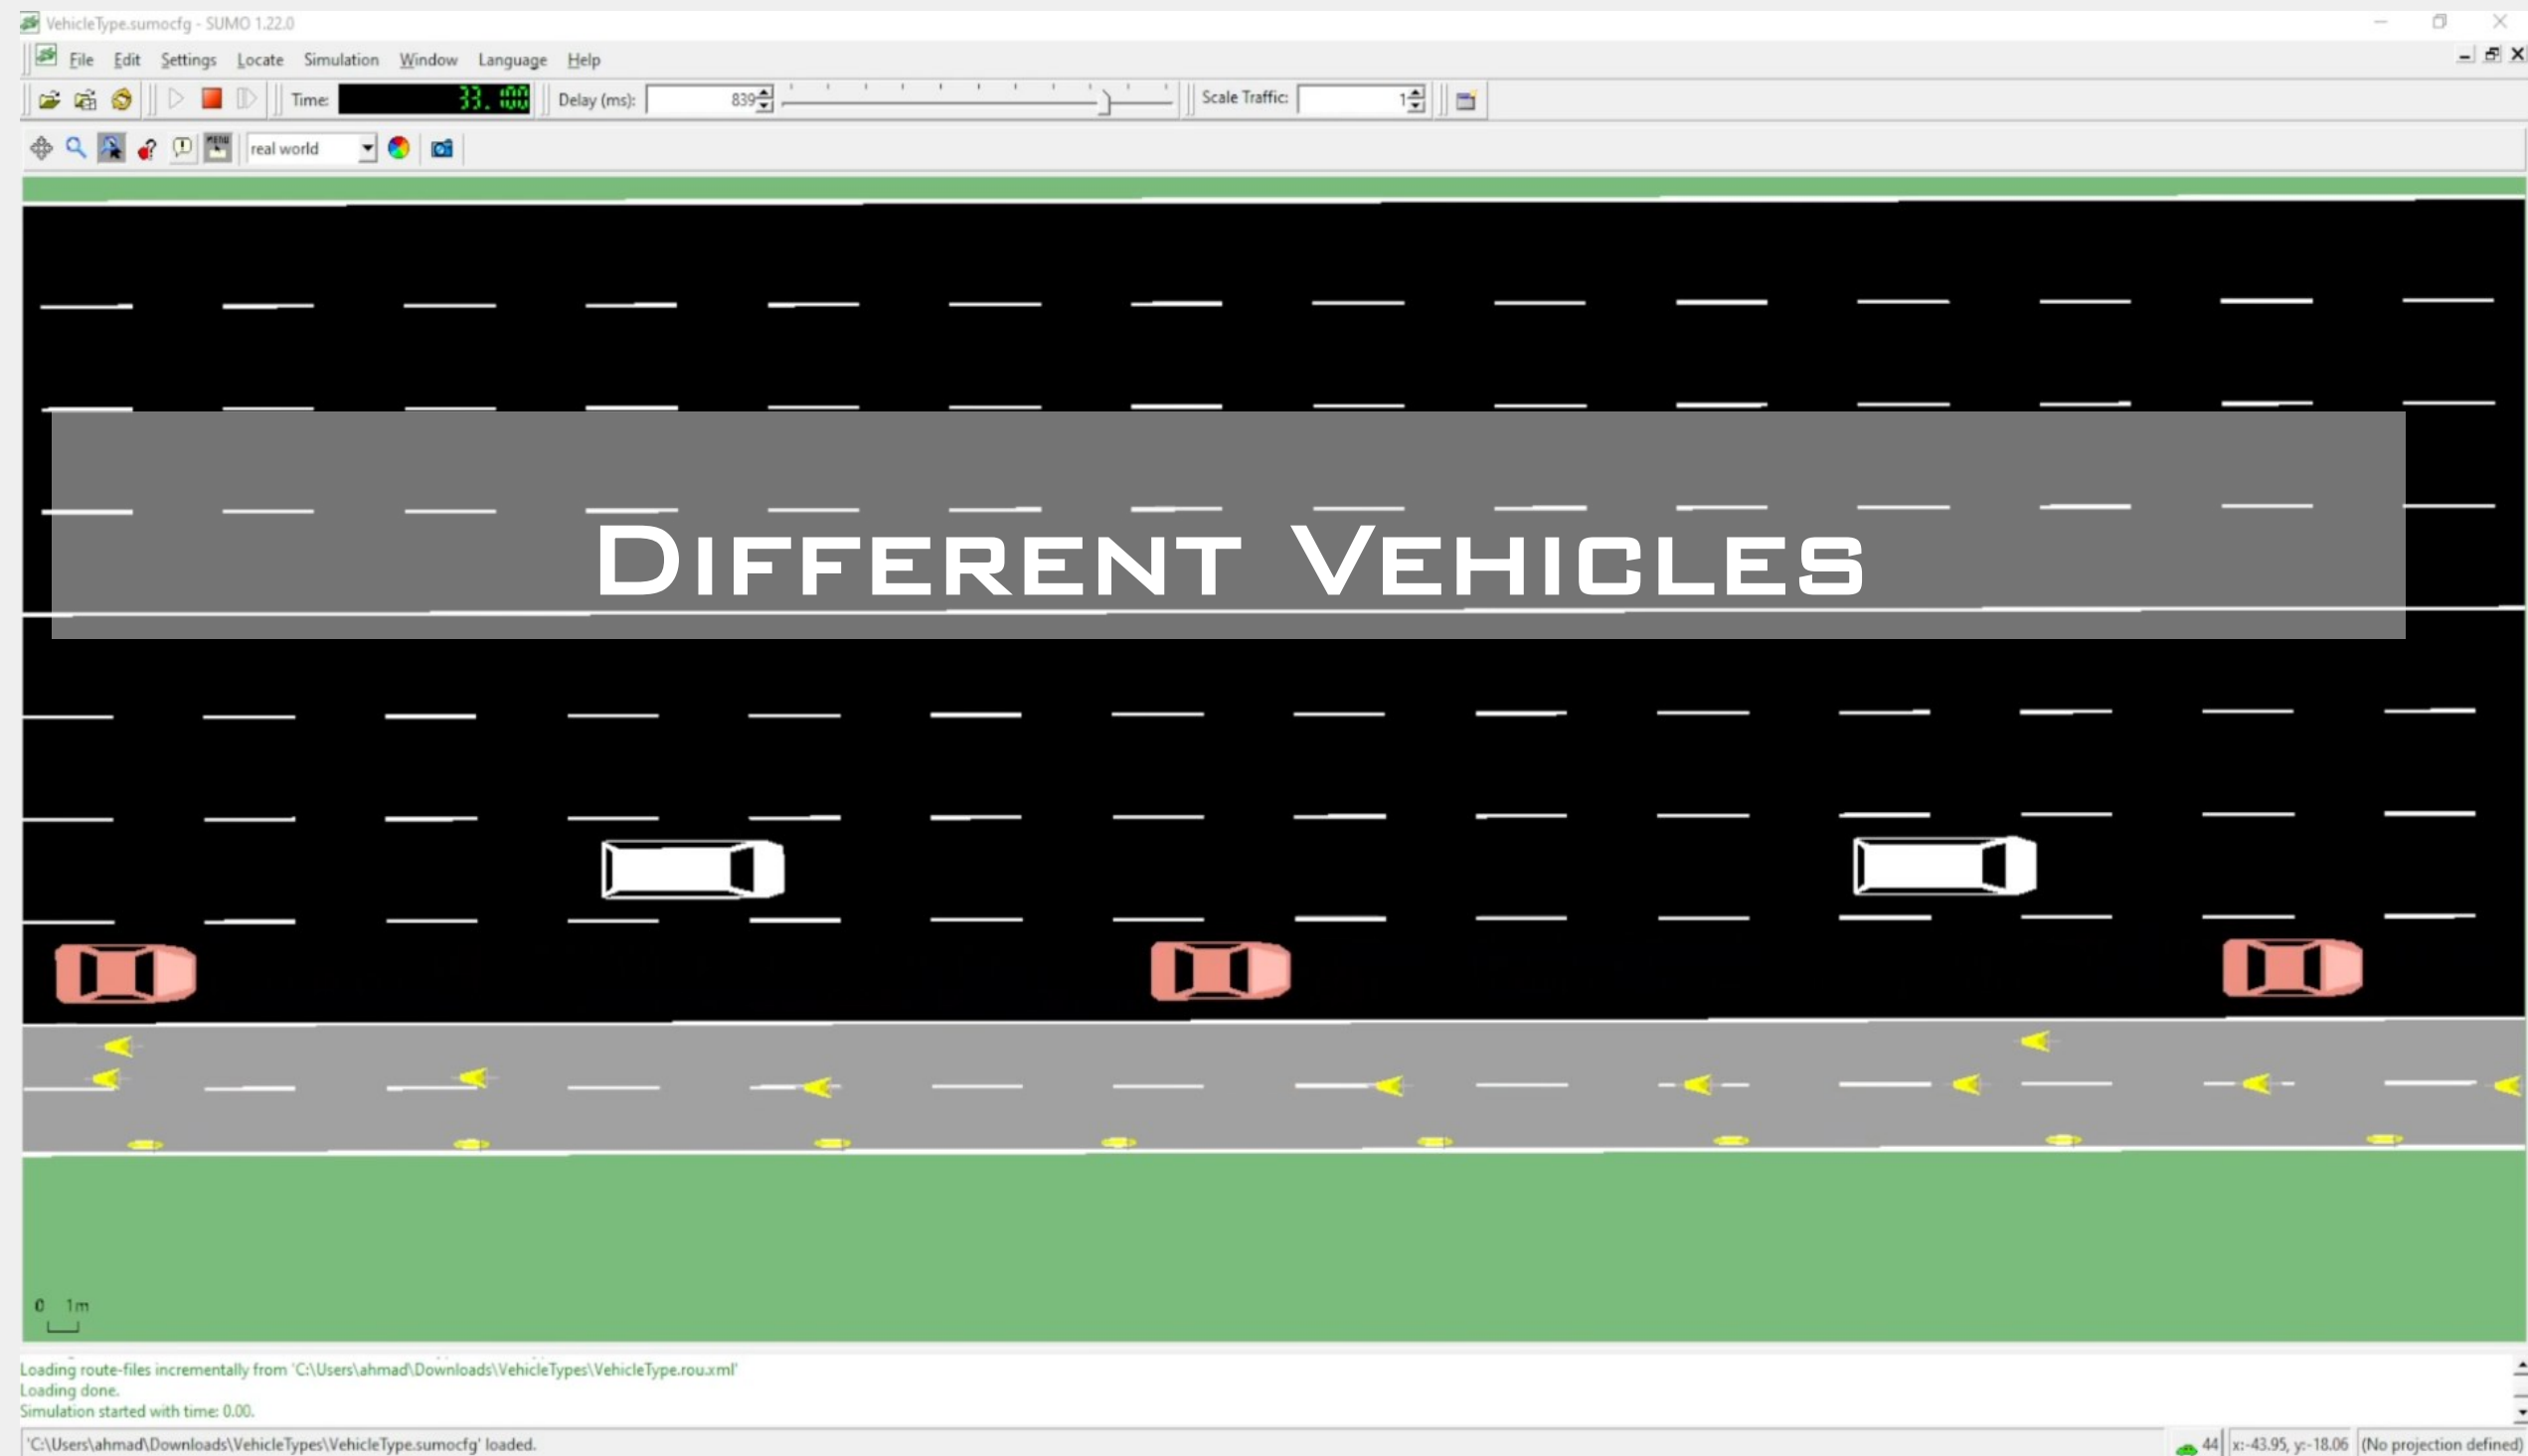 VehicleType.sumocfg - SUMO 1.22.0
File Edit Settings Locate Simulation Window Language Help
Time: 33.100 Delay (ms): 839 Scale Traffic: 1
MENU real world
DIFFERENT VEHICLES
0 1m
Loading route-files incrementally from 'C:\Users\ahmad\Downloads\VehicleTypes\VehicleType.rou.xml'
Loading done.
Simulation started with time: 0.00.
'C:\Users\ahmad\Downloads\VehicleTypes\VehicleType.sumocfg' loaded. 44 x:-43.95, y:-18.06 (No projection defined)